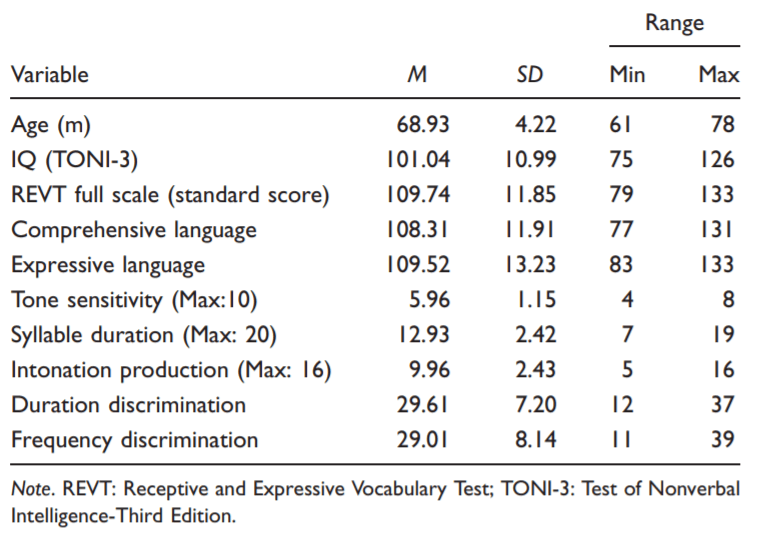 Range
Variable M SD Min Max
Age (m) 68.93 4.22 61 78
IQ (TONI-3) 101.04 10.99 75 126
REVT full scale (standard score) 109.74 11.85 79 133
Comprehensive language 108.31 11.91 77 131
Expressive language 109.52 13.23 83 133
Tone sensitivity (Max:10) 5.96 1.15 4 8
Syllable duration (Max: 20) 12.93 2.42 7 19
Intonation production (Max: 16) 9.96 2.43 5 16
Duration discrimination 29.61 7.20 12 37
Frequency discrimination 29.01 8.14 11 39
Note. REVT: Receptive and Expressive Vocabulary Test; TONI-3: Test of Nonverbal
Intelligence-Third Edition.